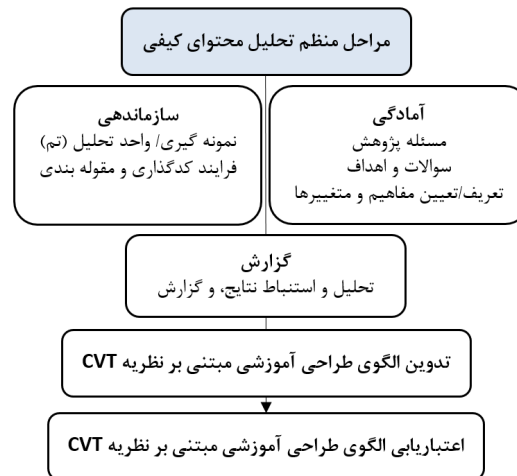 مراحل منظم تحلیل محتوای کیفی
آمادگی
مسئله پژوهش
سوالات و اهداف
تعریف/تعیین مفاهیم و متغییرها
سازماندهی
نمونه گیری/ واحد تحلیل (تم)
فرایند کدگذاری و مقوله بندی
گزارش
تحلیل و استنباط نتایج، و گزارش
تدوین الگوی طراحی آموزشی مبتنی بر نظریه CVT
اعتباریابی الگوی طراحی آموزشی مبتنی بر نظریه CVT